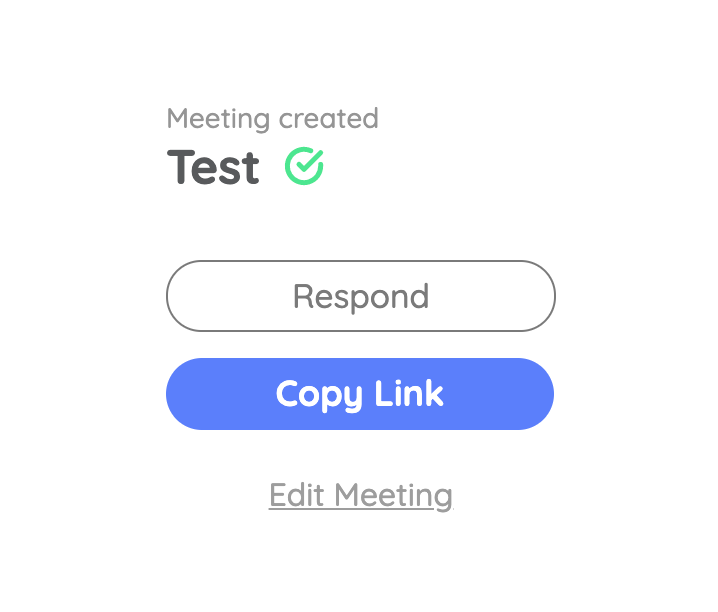 Meeting created
Test
Respond
Copy Link
Edit Meeting